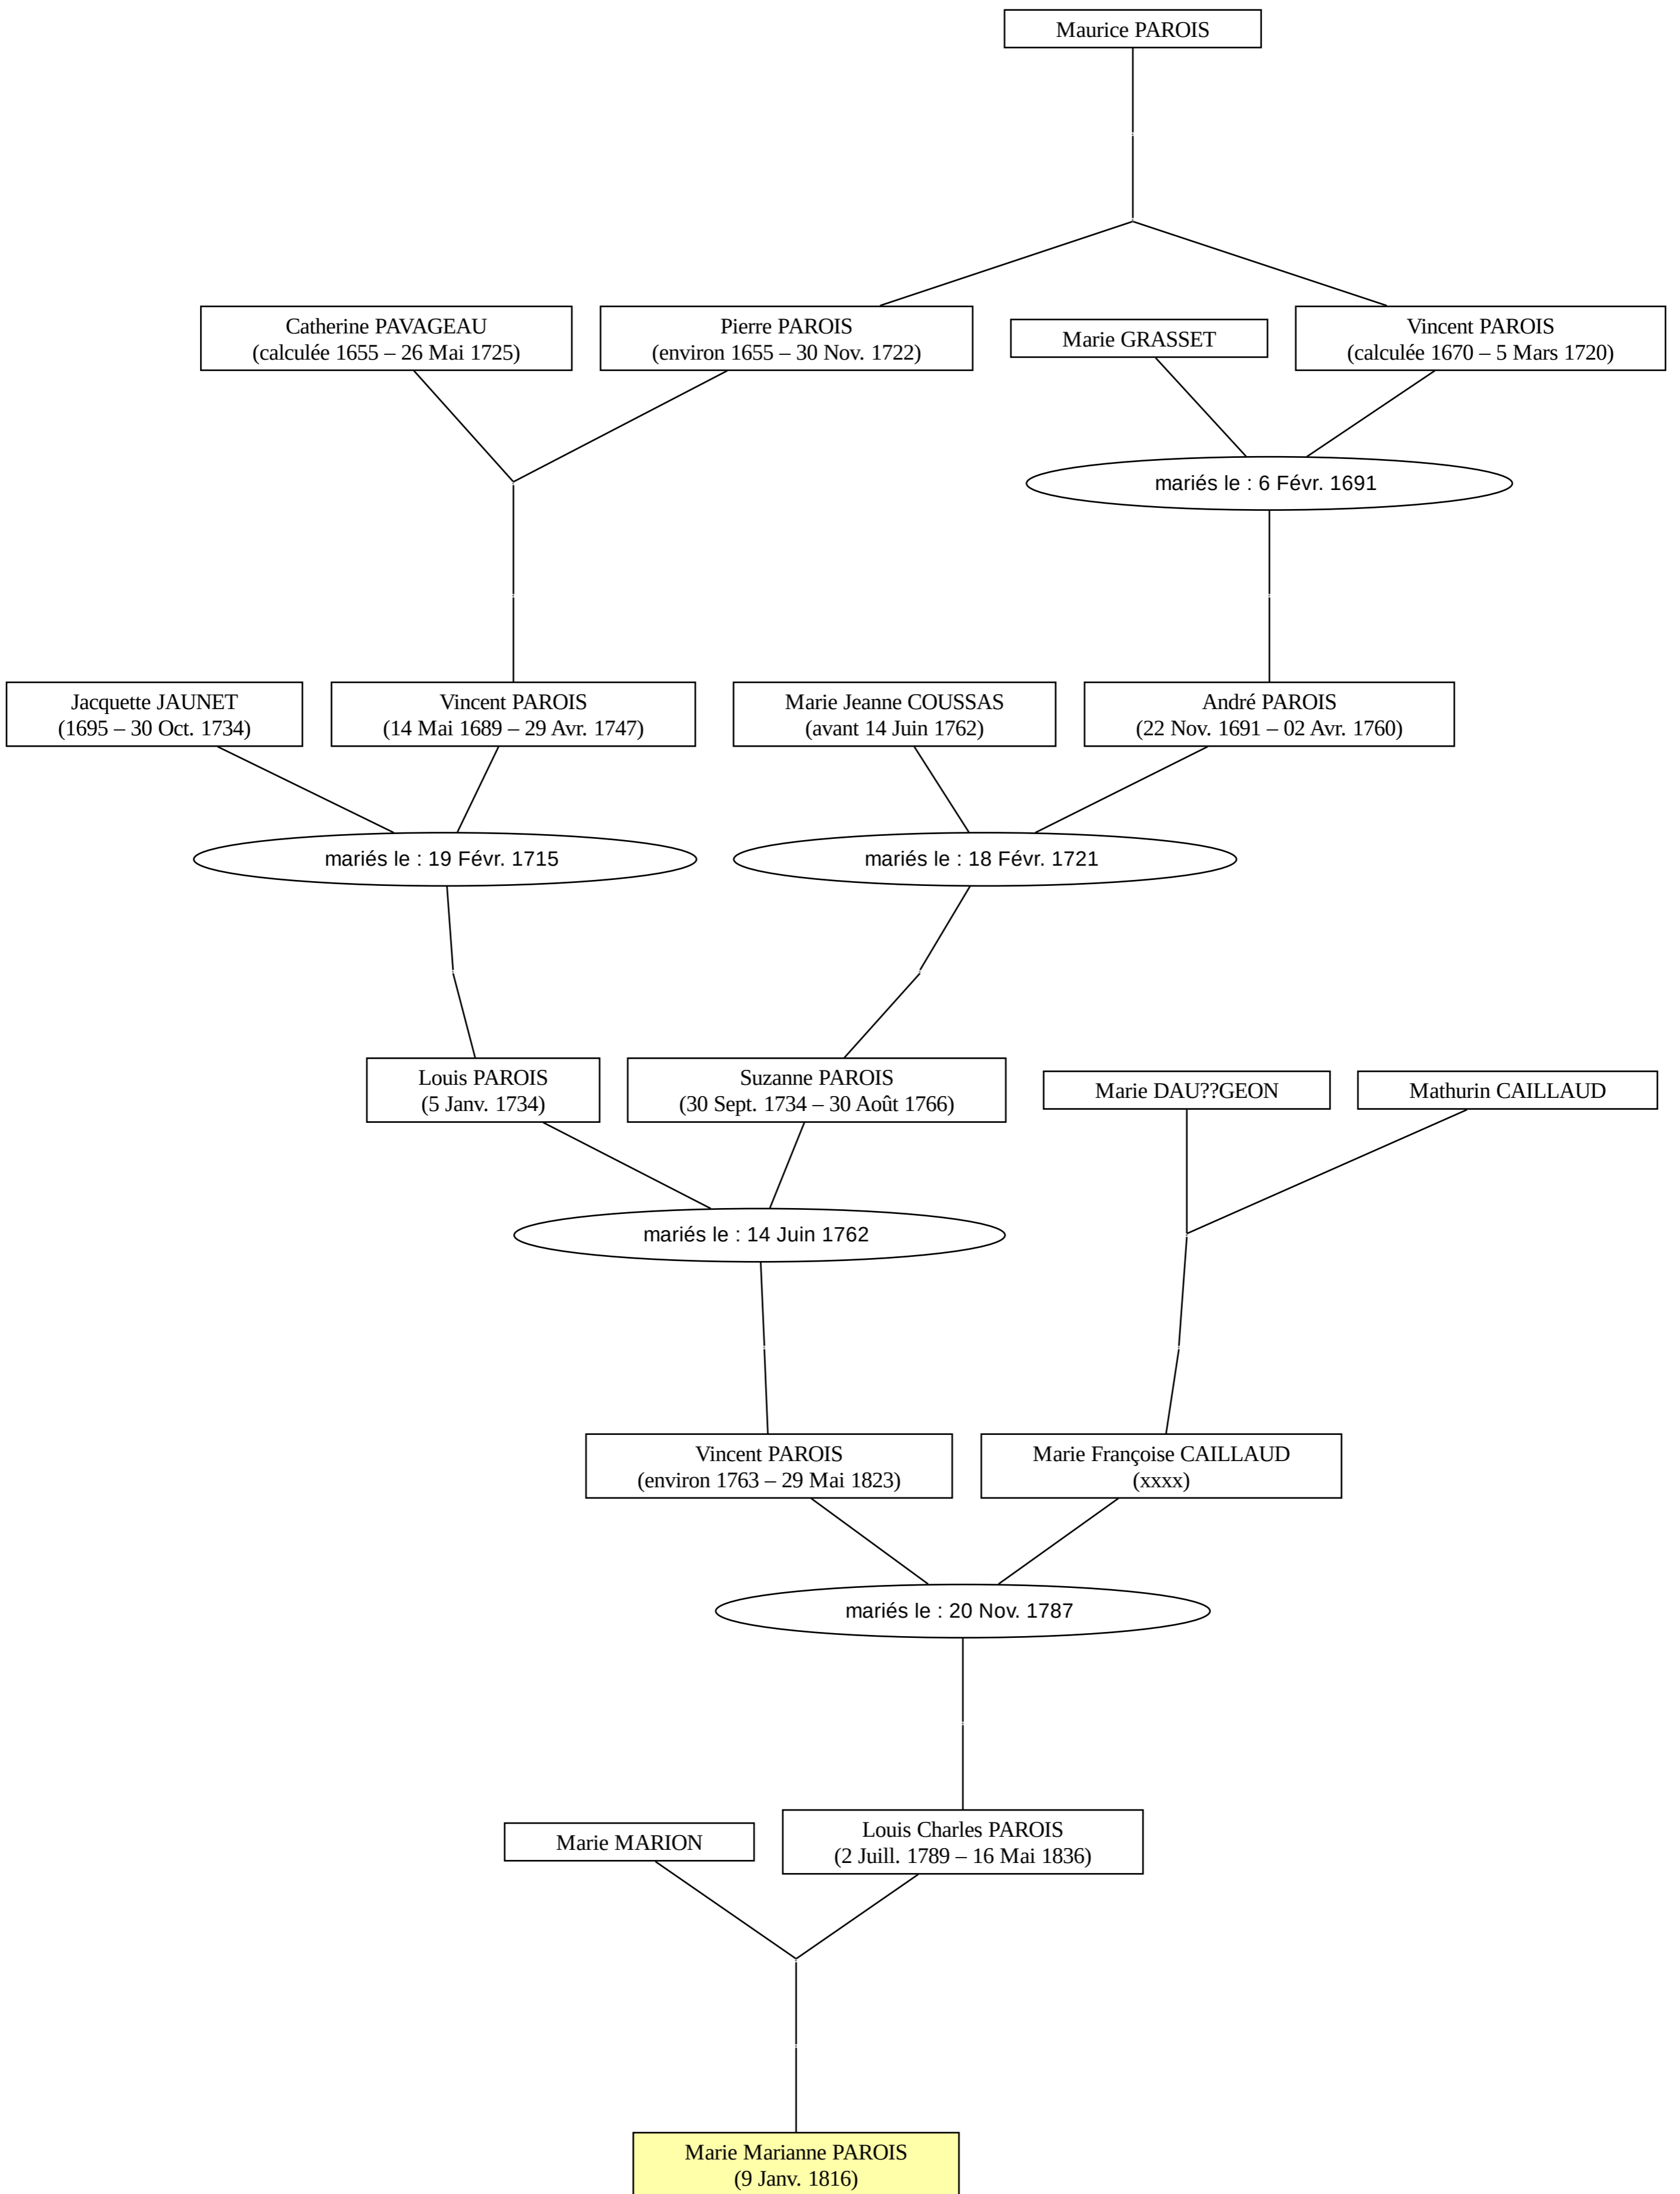 Maurice PAROIS
Catherine PAVAGEAU
(calculée 1655 – 26 Mai 1725)
Pierre PAROIS
(environ 1655 – 30 Nov. 1722)
Marie GRASSET
Vincent PAROIS
(calculée 1670 – 5 Mars 1720)
mariés le : 6 Févr. 1691
Jacquette JAUNET
(1695 – 30 Oct. 1734)
Vincent PAROIS
(14 Mai 1689 – 29 Avr. 1747)
Marie Jeanne COUSSAS
(avant 14 Juin 1762)
André PAROIS
(22 Nov. 1691 – 02 Avr. 1760)
mariés le : 19 Févr. 1715
mariés le : 18 Févr. 1721
Louis PAROIS
(5 Janv. 1734)
Suzanne PAROIS
(30 Sept. 1734 – 30 Août 1766)
Marie DAU??GEON
Mathurin CAILLAUD
mariés le : 14 Juin 1762
Vincent PAROIS
(environ 1763 – 29 Mai 1823)
Marie Françoise CAILLAUD
(xxxx)
mariés le : 20 Nov. 1787
Marie MARION
Louis Charles PAROIS
(2 Juill. 1789 – 16 Mai 1836)
Marie Marianne PAROIS
(9 Janv. 1816)